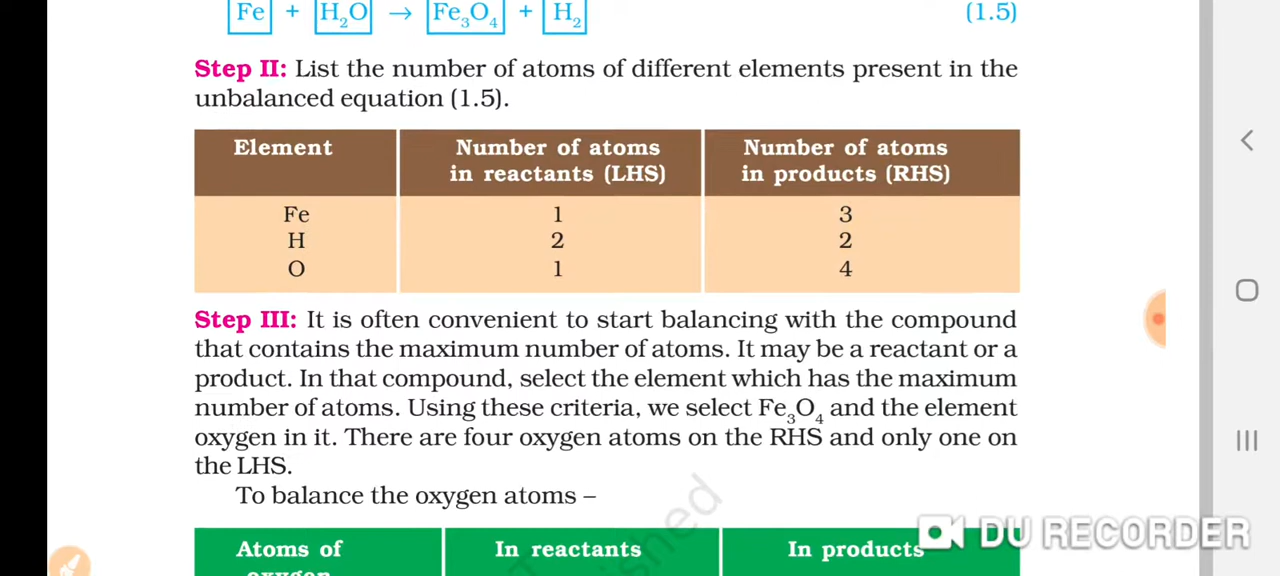 Fe + H₂O → Fe₃O₄ + H₂ (1.5)
Step II: List the number of atoms of different elements present in the
unbalanced equation (1.5).
Element Number of atoms in reactants (LHS) Number of atoms in products (RHS)
Fe 1 3
H 2 2
O 1 4
Step III: It is often convenient to start balancing with the compound
that contains the maximum number of atoms. It may be a reactant or a
product. In that compound, select the element which has the maximum
number of atoms. Using these criteria, we select Fe₃O₄ and the element
oxygen in it. There are four oxygen atoms on the RHS and only one on
the LHS.
To balance the oxygen atoms –
Atoms of oxygen In reactants In products
DU RECORDER